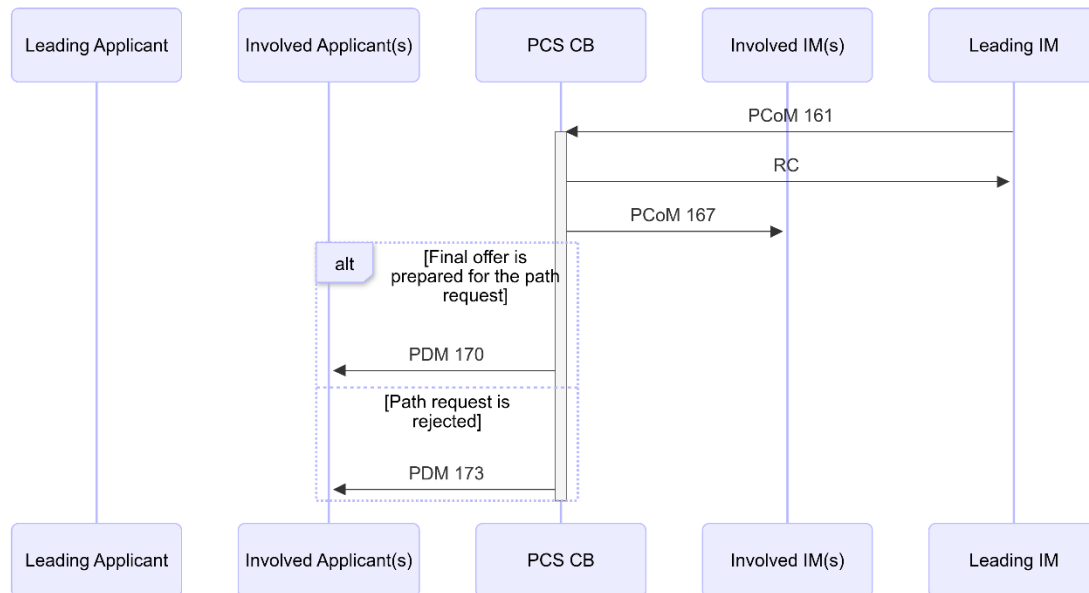 Leading Applicant
Involved Applicant(s)
PCS CB
Involved IM(s)
Leading IM
PCoM 161
RC
PCoM 167
alt
[Final offer is
prepared for the path
request]
PDM 170
[Path request is
rejected]
PDM 173
Leading Applicant
Involved Applicant(s)
PCS CB
Involved IM(s)
Leading IM